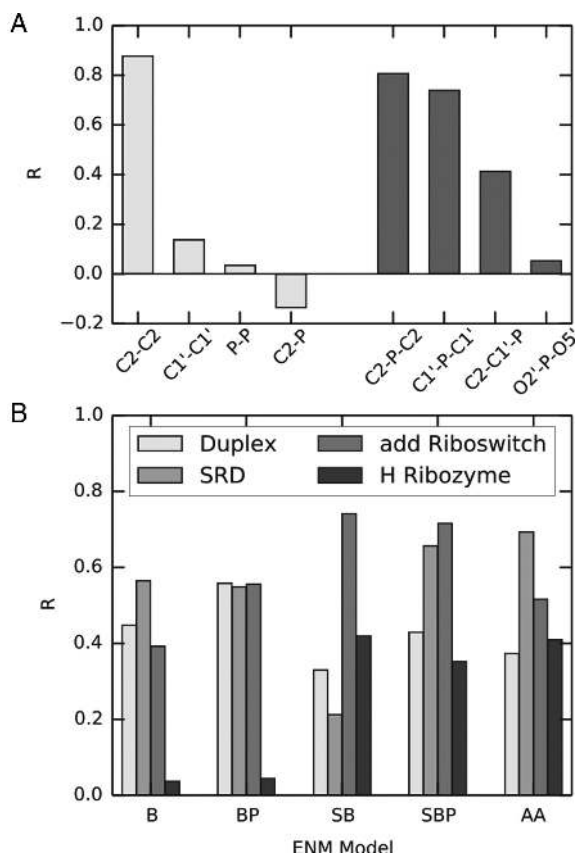 A
1.0
0.8
0.6
0.4
0.2
0.0
−0.2
R
C2-C2
C1'-C1'
P-P
C2-P
C2-P-C2
C1'-P-C1'
C2-C1'-P
O2'-P-O5'
B
1.0
0.8
0.6
0.4
0.2
0.0
R
Duplex
SRD
add Riboswitch
H Ribozyme
B BP SB SBP AA
ENM Model